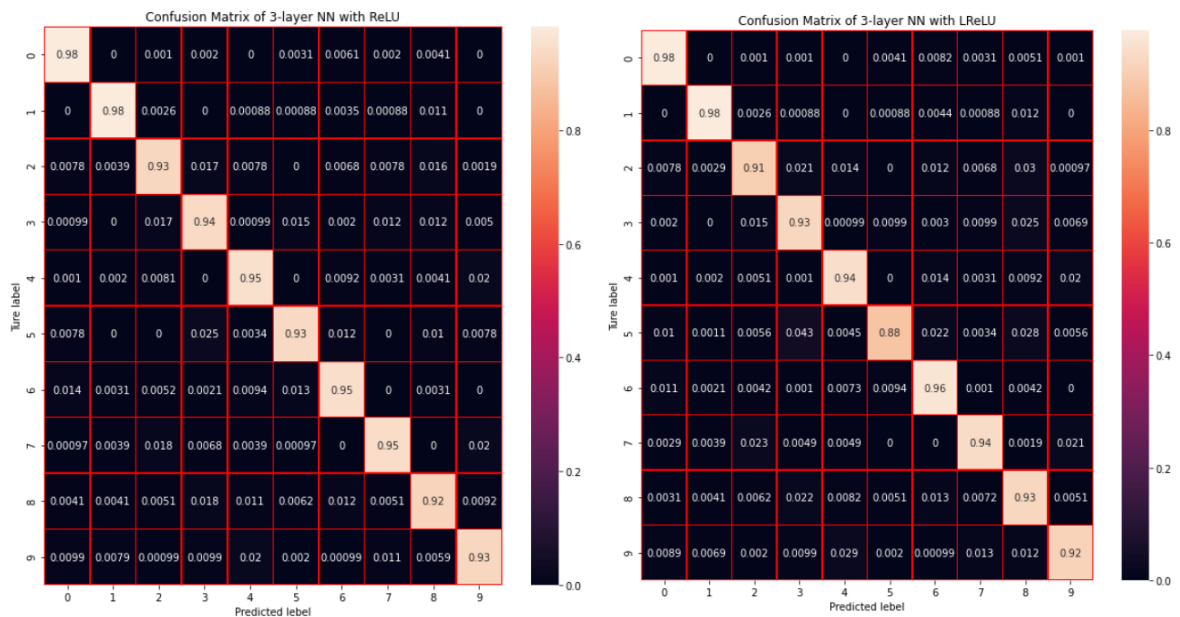 Confusion Matrix of 3-layer NN with ReLU
0 0.98 0 0.001 0.002 0 0.0031 0.0061 0.002 0.0041 0
1 0 0.98 0.0026 0 0.00088 0.00088 0.0035 0.00088 0.011 0
2 0.0078 0.0039 0.93 0.017 0.0078 0 0.0068 0.0078 0.016 0.0019
3 0.00099 0 0.017 0.94 0.00099 0.015 0.002 0.012 0.012 0.005
4 0.001 0.002 0.0081 0 0.95 0 0.0092 0.0031 0.0041 0.02
5 0.0078 0 0 0.025 0.0034 0.93 0.012 0 0.01 0.0078
6 0.014 0.0031 0.0052 0.0021 0.0094 0.013 0.95 0 0.0031 0
7 0.00097 0.0039 0.018 0.0068 0.0039 0.00097 0 0.95 0 0.02
8 0.0041 0.0041 0.0051 0.018 0.011 0.0062 0.012 0.0051 0.92 0.0092
9 0.0099 0.0079 0.00099 0.0099 0.02 0.002 0.00099 0.011 0.0059 0.93
0 1 2 3 4 5 6 7 8 9
Predicted lebel
Ture label
0.8
0.6
0.4
0.2
0.0
Confusion Matrix of 3-layer NN with LReLU
0 0.98 0 0.001 0.001 0 0.0041 0.0082 0.0031 0.0051 0.001
1 0 0.98 0.0026 0.00088 0 0.00088 0.0044 0.00088 0.012 0
2 0.0078 0.0029 0.91 0.021 0.014 0 0.012 0.0068 0.03 0.00097
3 0.002 0 0.015 0.93 0.00099 0.0099 0.003 0.0099 0.025 0.0069
4 0.001 0.002 0.0051 0.001 0.94 0 0.014 0.0031 0.0092 0.02
5 0.01 0.0011 0.0056 0.043 0.0045 0.88 0.022 0.0034 0.028 0.0056
6 0.011 0.0021 0.0042 0.001 0.0073 0.0094 0.96 0.001 0.0042 0
7 0.0029 0.0039 0.023 0.0049 0.0049 0 0 0.94 0.0019 0.021
8 0.0031 0.0041 0.0062 0.022 0.0082 0.0051 0.013 0.0072 0.93 0.0051
9 0.0089 0.0069 0.002 0.0099 0.029 0.002 0.00099 0.013 0.012 0.92
0 1 2 3 4 5 6 7 8 9
Predicted lebel
Ture label
0.8
0.6
0.4
0.2
0.0